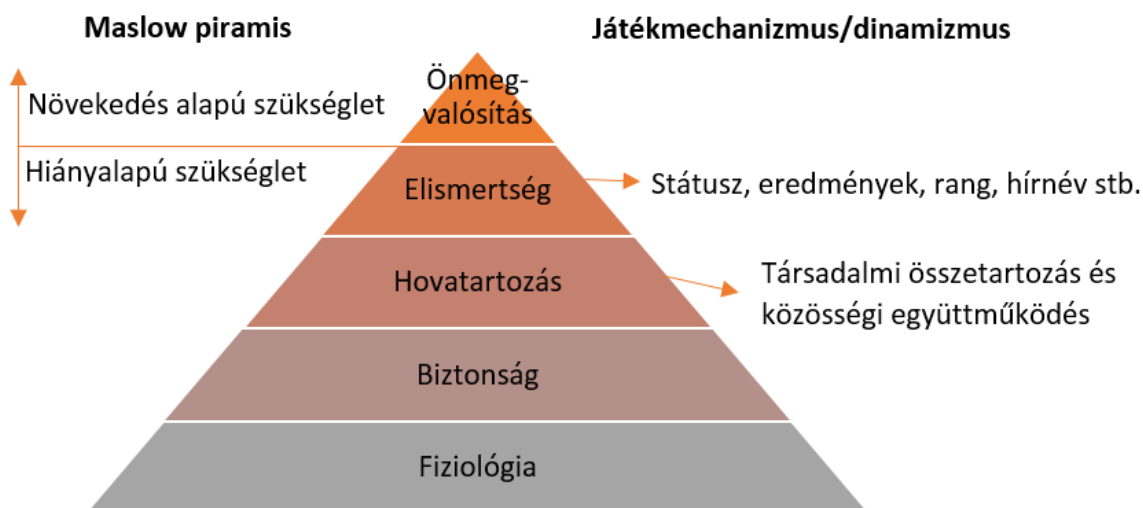 Maslow piramis
Játékmechanizmus/dinamizmus
Önmeg-
valósítás
Növekedés alapú szükséglet
Hiányalapú szükséglet
Elismertség
Státusz, eredmények, rang, hírnév stb.
Hovatartozás
Társadalmi összetartozás és
közösségi együttműködés
Biztonság
Fiziológia